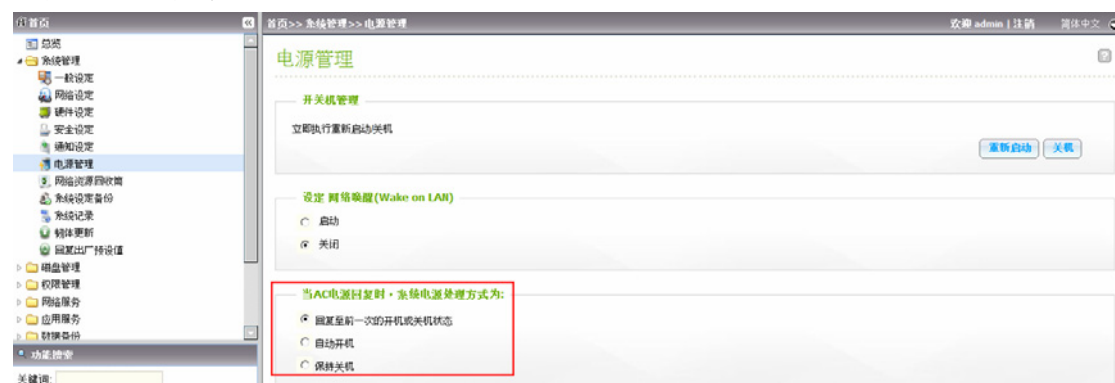 首页
首页>> 系统管理>> 电源管理
欢迎 admin | 注销 简体中文
总览
系统管理
一般设定
网络设定
硬件设定
安全设定
通知设定
电源管理
网络资源回收筒
系统设定备份
系统记录
韧体更新
回复出厂预设值
磁盘管理
权限管理
网络服务
应用服务
数据备份
功能搜索
关键词:
电源管理
开关机管理
立即执行重新启动/关机
重新启动 关机
设定 网络唤醒(Wake on LAN)
启动
关闭
当AC电源回复时，系统电源处理方式为:
回复至前一次的开机或关机状态
自动开机
保持关机